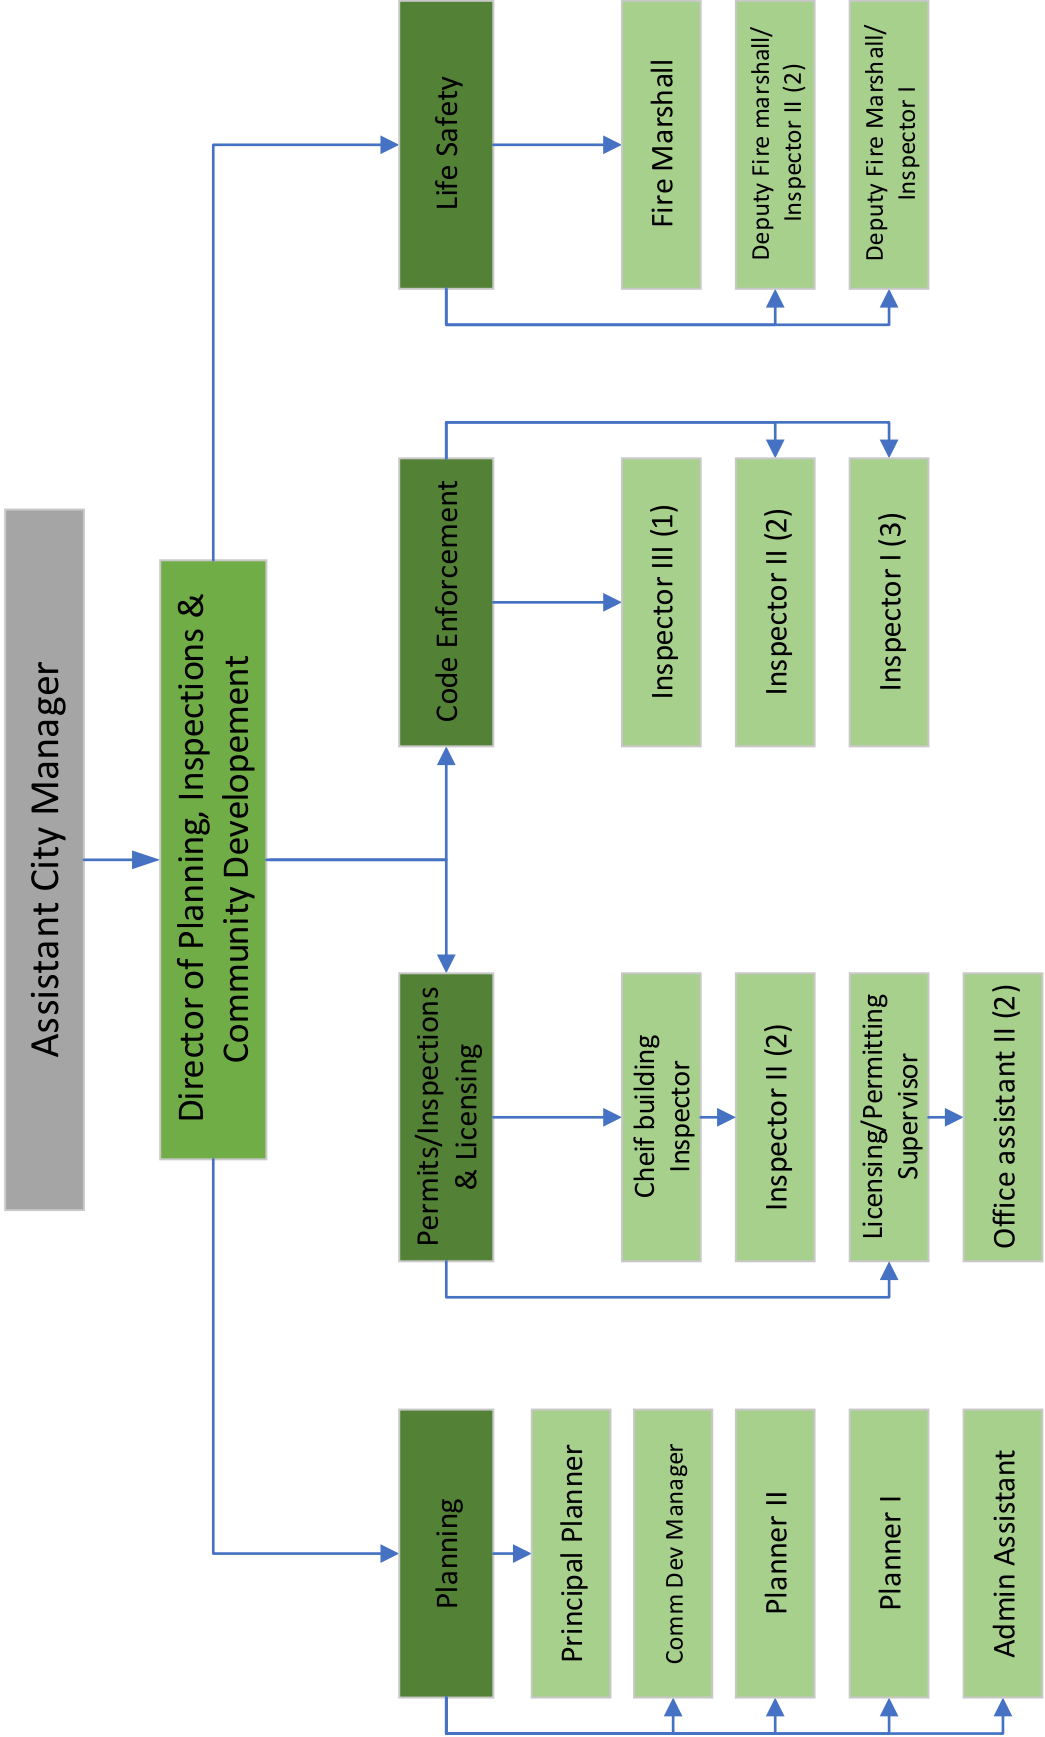 Assistant City Manager
Director of Planning, Inspections &
Community Developement
Planning
Principal Planner
Comm Dev Manager
Planner II
Planner I
Admin Assistant
Permits/Inspections
& Licensing
Cheif building
Inspector
Inspector II (2)
Licensing/Permitting
Supervisor
Office assistant II (2)
Code Enforcement
Inspector III (1)
Inspector II (2)
Inspector I (3)
Life Safety
Fire Marshall
Deputy Fire marshall/
Inspector II (2)
Deputy Fire Marshall/
Inspector I